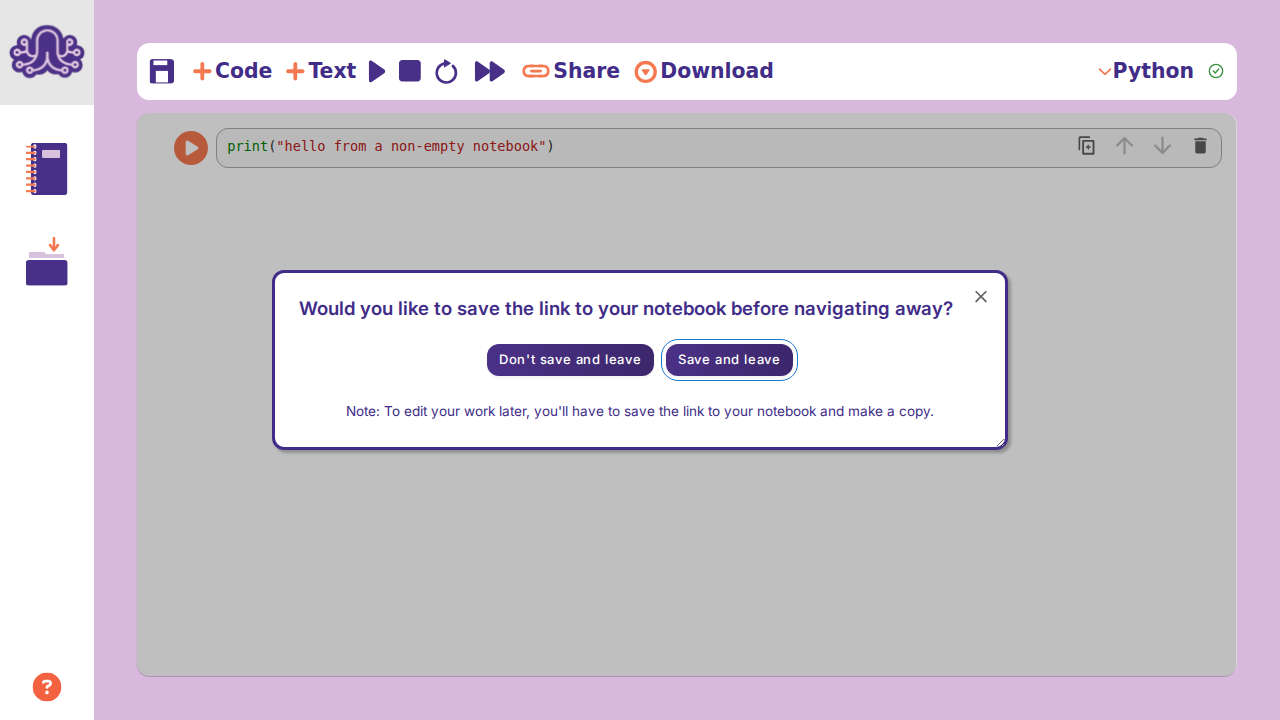 Code Text Share Download Python
print("hello from a non-empty notebook")
Would you like to save the link to your notebook before navigating away?
Don't save and leave Save and leave
Note: To edit your work later, you'll have to save the link to your notebook and make a copy.
?